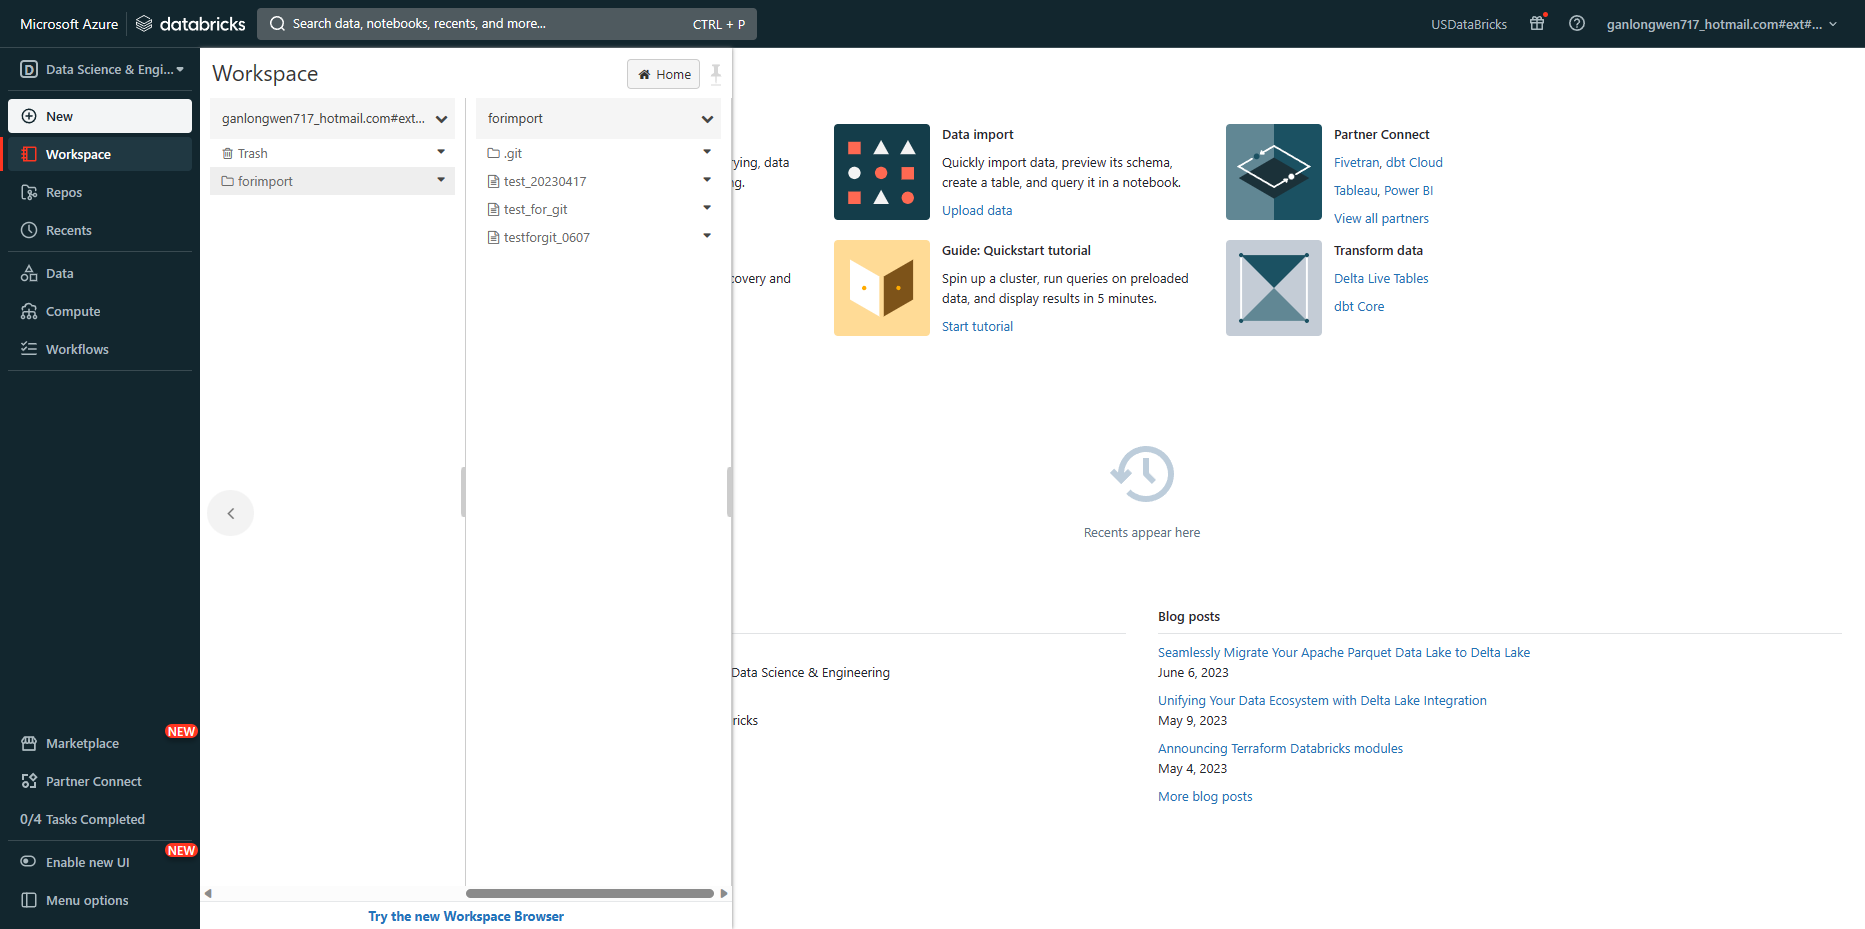 Microsoft Azure
databricks
Search data, notebooks, recents, and more...
CTRL + P
USDataBricks
ganlongwen717_hotmail.com#ext#...
D
Data Science & Engi...
New
Workspace
Repos
Recents
Data
Compute
Workflows
Marketplace
NEW
Partner Connect
0/4 Tasks Completed
Enable new UI
NEW
Menu options
Workspace
Home
ganlongwen717_hotmail.com#ext...
Trash
forimport
forimport
.git
test_20230417
test_for_git
testforgit_0607
Try the new Workspace Browser
data
covery and
Data import
Quickly import data, preview its schema,
create a table, and query it in a notebook.
Upload data
Guide: Quickstart tutorial
Spin up a cluster, run queries on preloaded
data, and display results in 5 minutes.
Start tutorial
Partner Connect
Fivetran, dbt Cloud
Tableau, Power BI
View all partners
Transform data
Delta Live Tables
dbt Core
Recents appear here
Data Science & Engineering
ricks
Blog posts
Seamlessly Migrate Your Apache Parquet Data Lake to Delta Lake
June 6, 2023
Unifying Your Data Ecosystem with Delta Lake Integration
May 9, 2023
Announcing Terraform Databricks modules
May 4, 2023
More blog posts